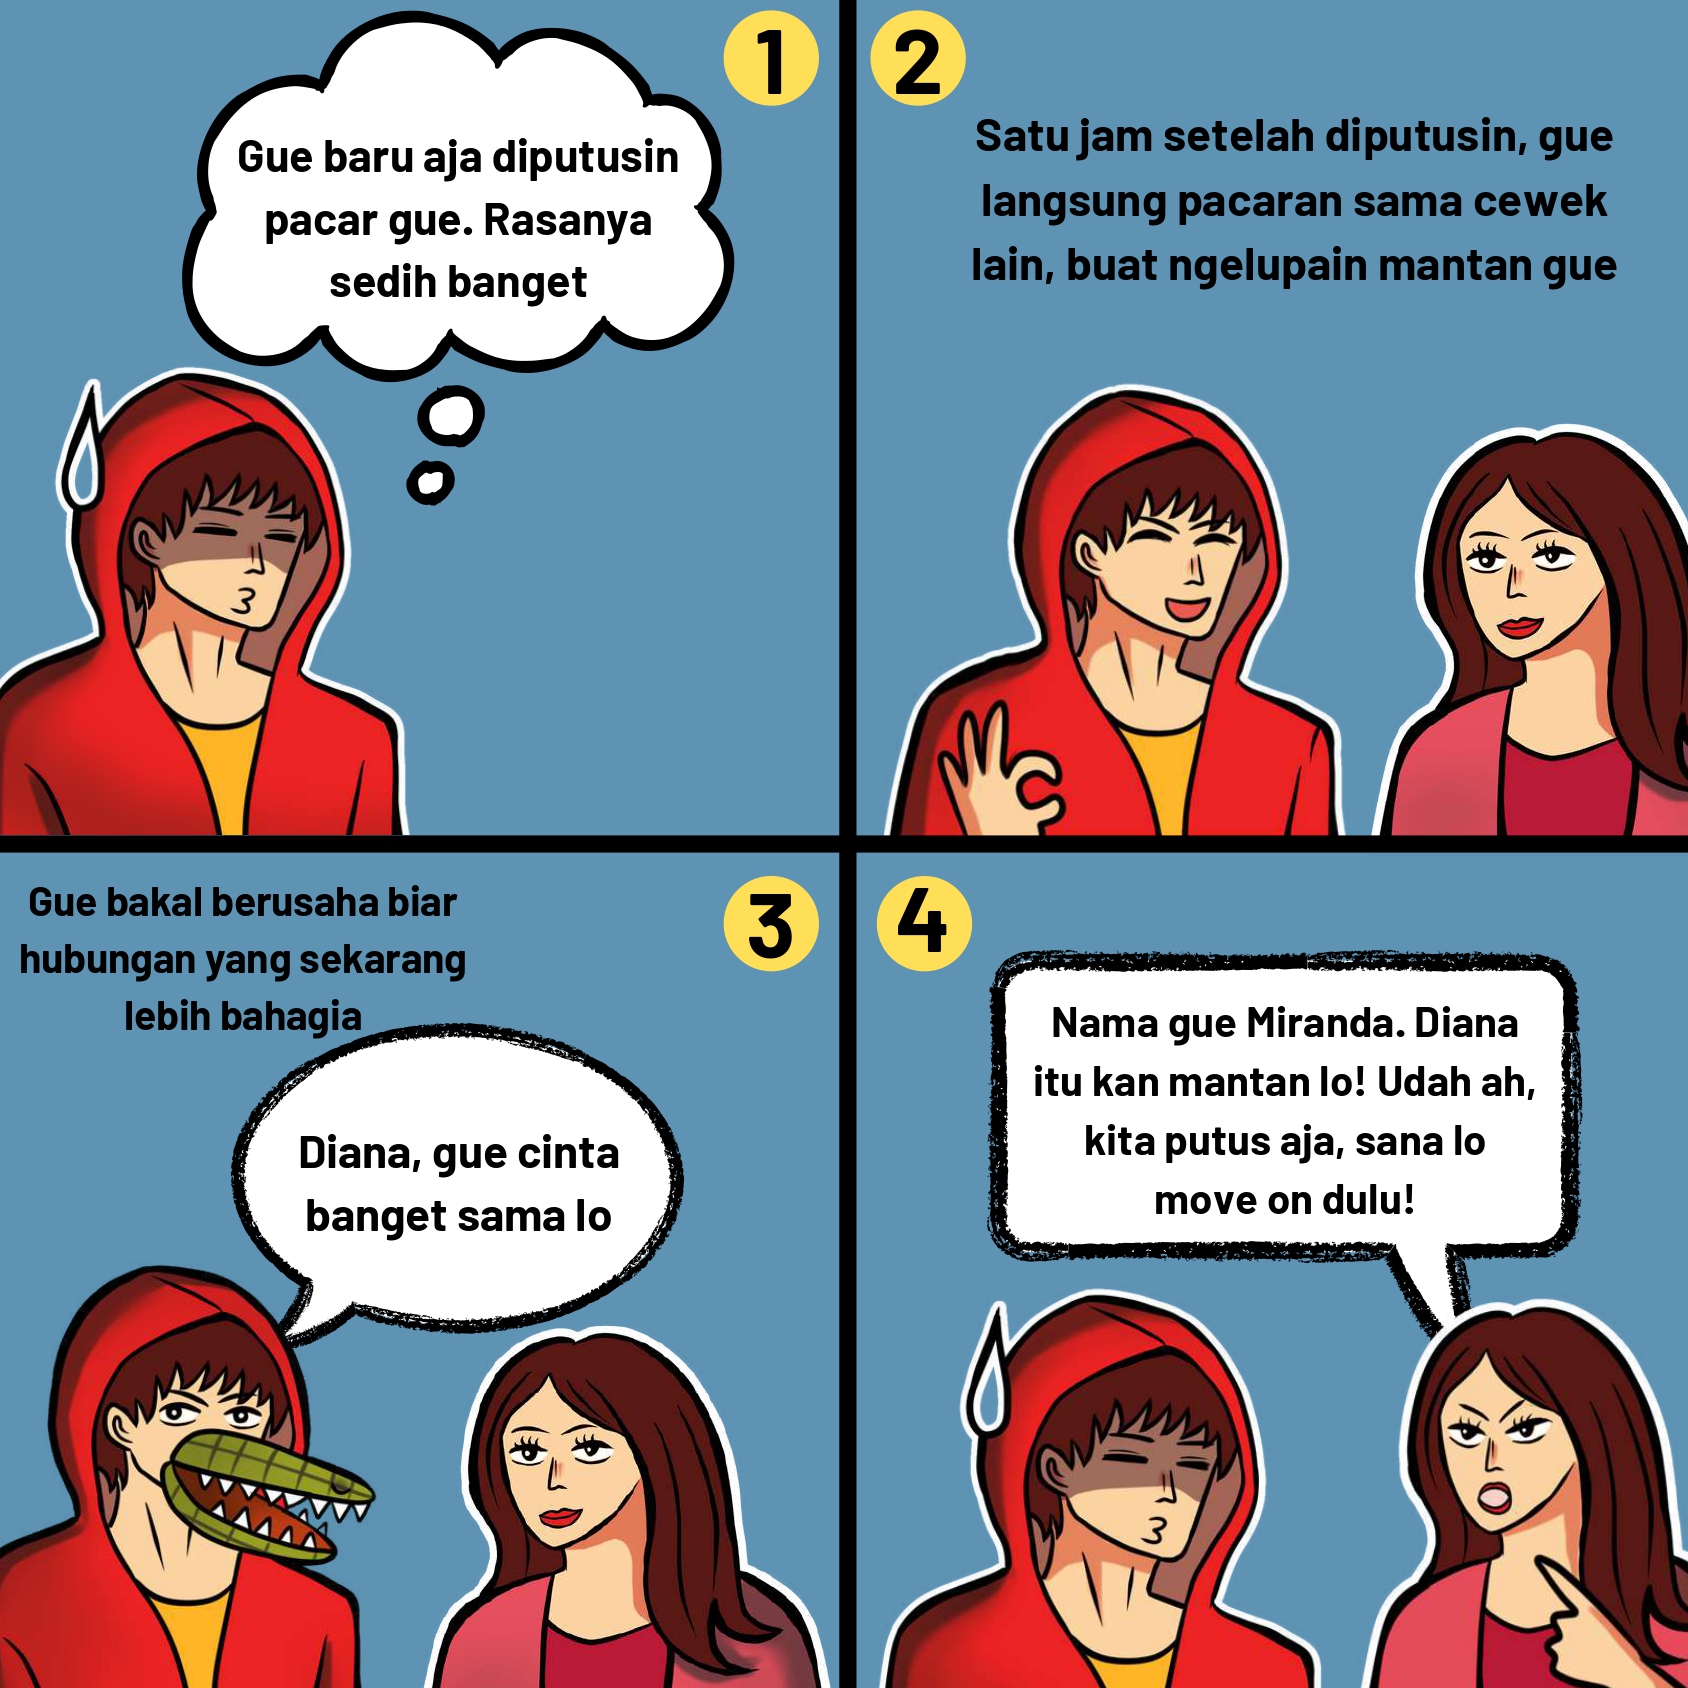 1
Gue baru aja diputusin
pacar gue. Rasanya
sedih banget
2
Satu jam setelah diputusin, gue
langsung pacaran sama cewek
lain, buat ngelupain mantan gue
3
Gue bakal berusaha biar
hubungan yang sekarang
lebih bahagia
Diana, gue cinta
banget sama lo
4
Nama gue Miranda. Diana
itu kan mantan lo! Udah ah,
kita putus aja, sana lo
move on dulu!